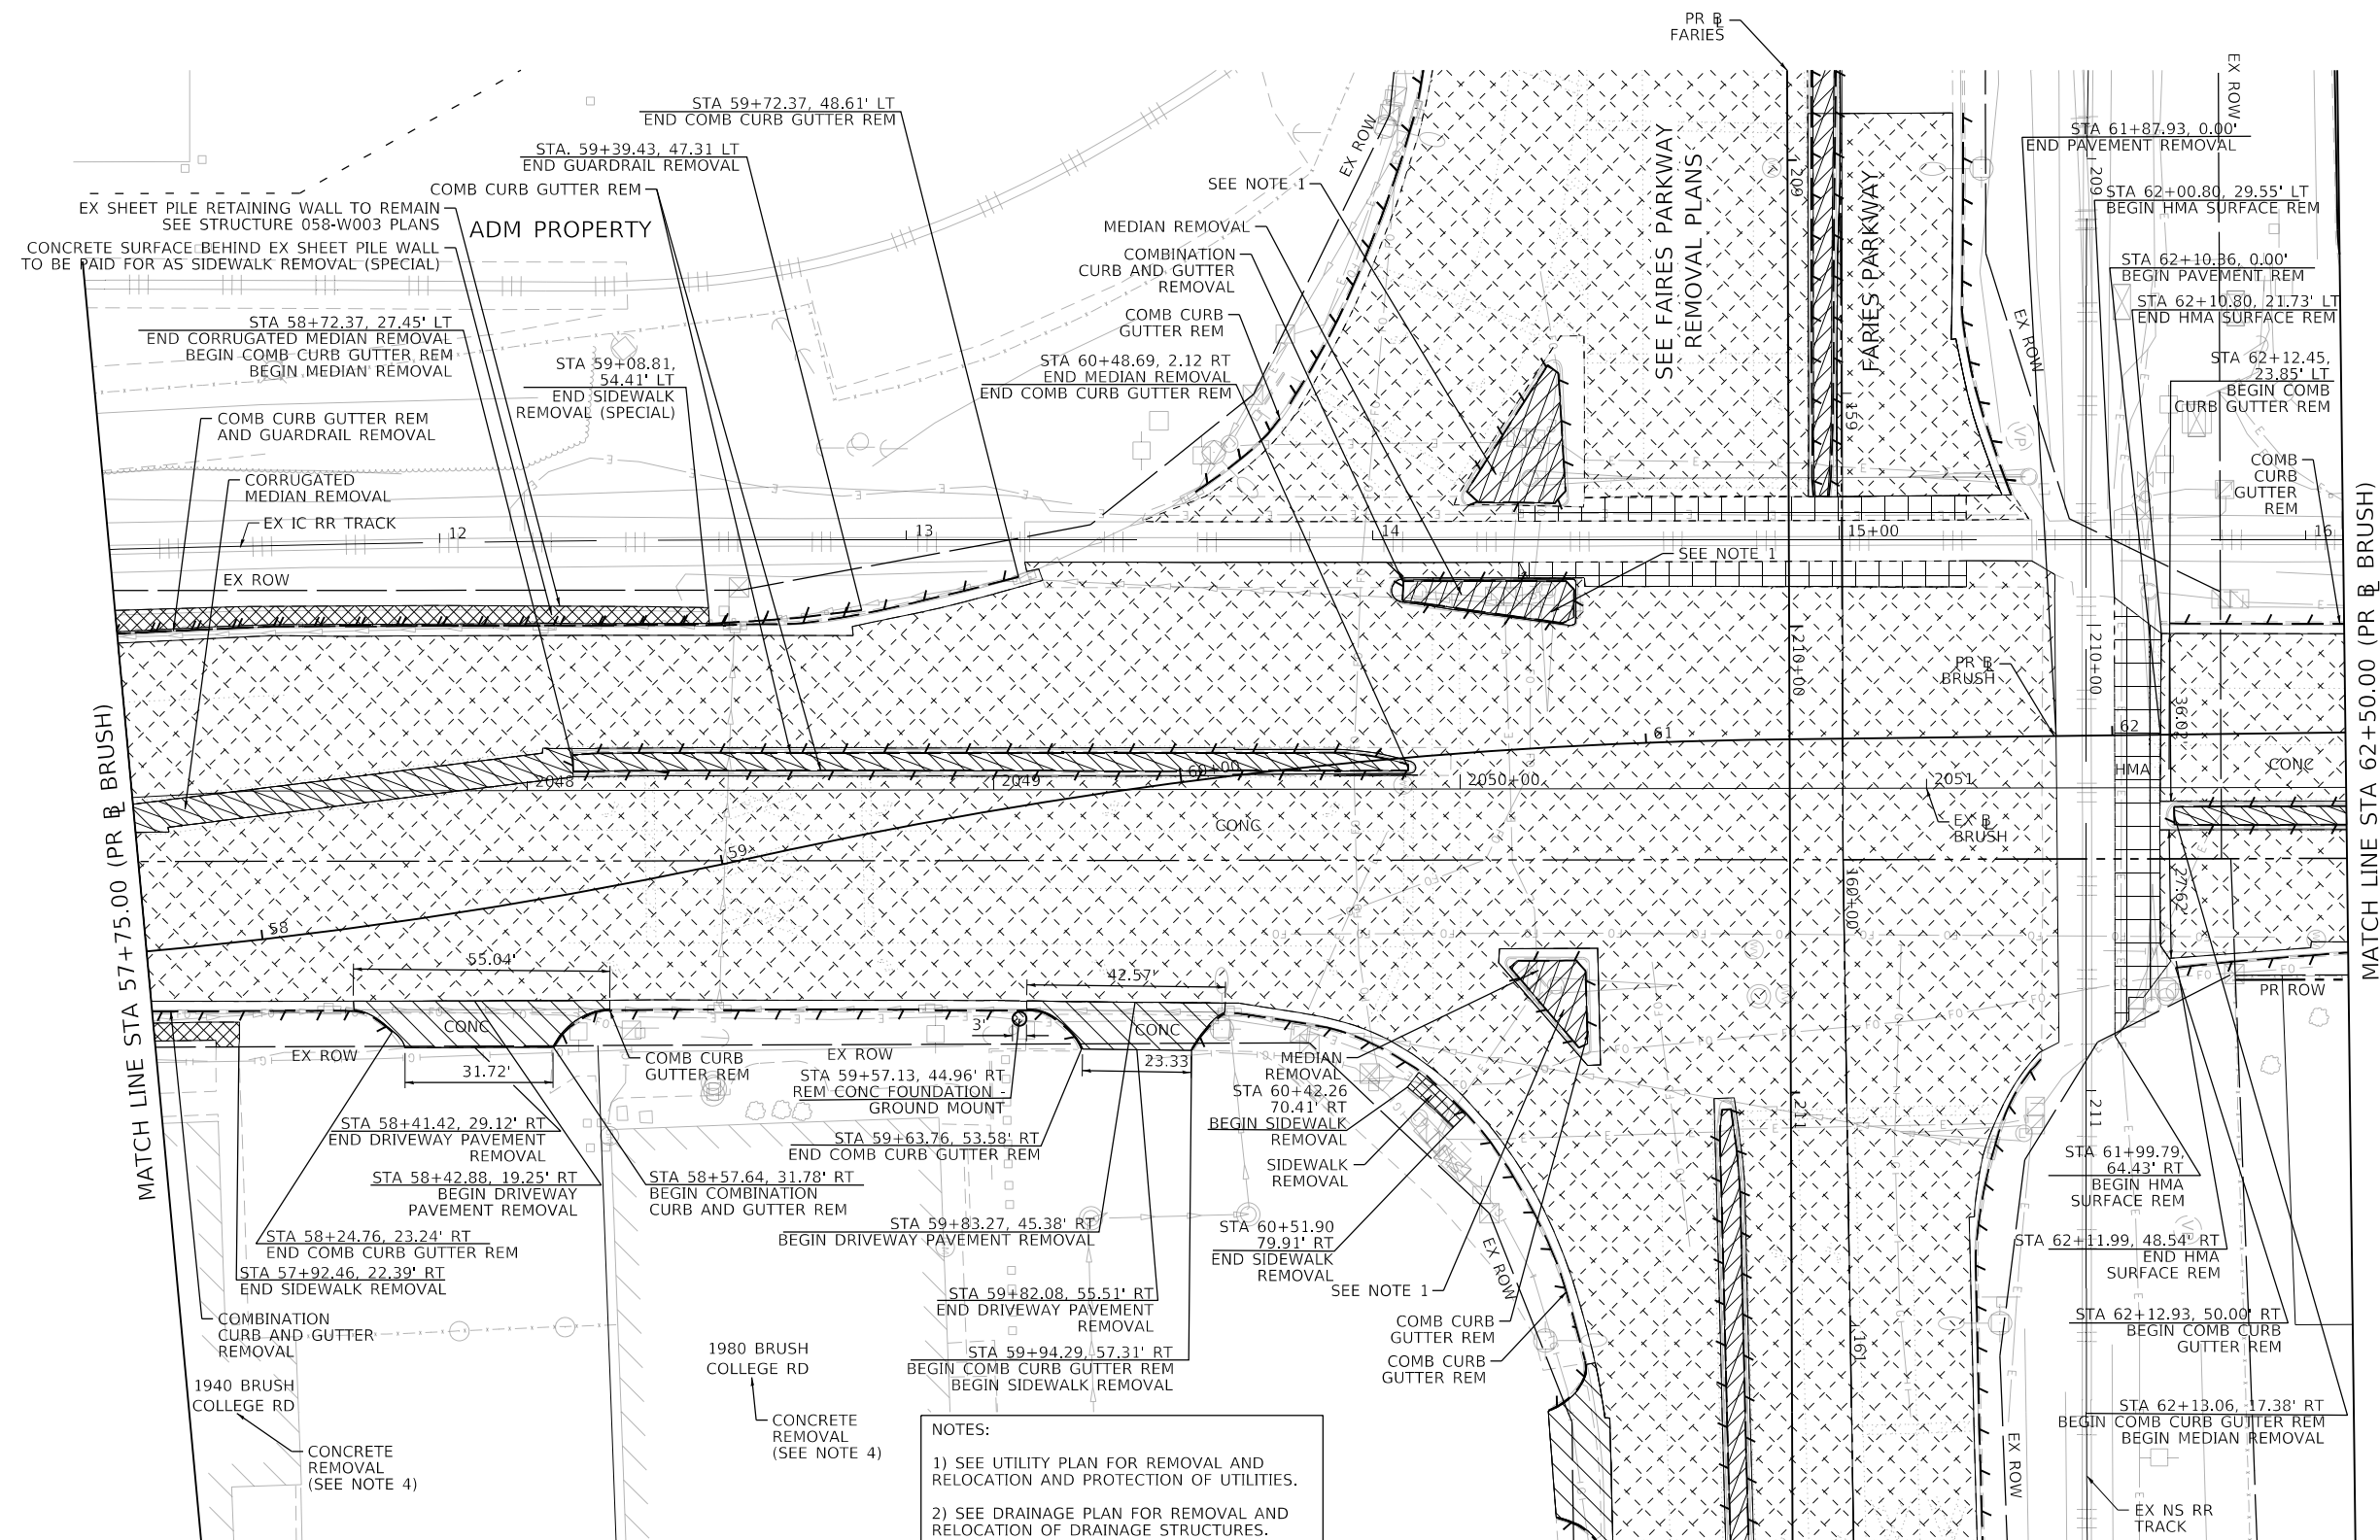 PR BL
FARIES
STA 59+72.37, 48.61' LT
END COMB CURB GUTTER REM
STA. 59+39.43, 47.31 LT
END GUARDRAIL REMOVAL
COMB CURB GUTTER REM
EX SHEET PILE RETAINING WALL TO REMAIN
SEE STRUCTURE 058-W003 PLANS
ADM PROPERTY
CONCRETE SURFACE BEHIND EX SHEET PILE WALL
TO BE PAID FOR AS SIDEWALK REMOVAL (SPECIAL)
STA 58+72.37, 27.45' LT
END CORRUGATED MEDIAN REMOVAL
BEGIN COMB CURB GUTTER REM
BEGIN MEDIAN REMOVAL
STA 59+08.81,
54.41' LT
END SIDEWALK
REMOVAL (SPECIAL)
COMB CURB GUTTER REM
AND GUARDRAIL REMOVAL
CORRUGATED
MEDIAN REMOVAL
EX IC RR TRACK
EX ROW
12
13
14
15+00
16
EX ROW
SEE NOTE 1
MEDIAN REMOVAL
COMBINATION
CURB AND GUTTER
REMOVAL
COMB CURB
GUTTER REM
STA 60+48.69, 2.12 RT
END MEDIAN REMOVAL
END COMB CURB GUTTER REM
SEE NOTE 1
SEE FAIRES PARKWAY
REMOVAL PLANS
FARIES PARKWAY
209
159
EX ROW
209
EX ROW
STA 61+87.93, 0.00'
END PAVEMENT REMOVAL
STA 62+00.80, 29.55' LT
BEGIN HMA SURFACE REM
STA 62+10.36, 0.00'
BEGIN PAVEMENT REM
STA 62+10.80, 21.73' LT
END HMA SURFACE REM
STA 62+12.45,
23.85' LT
BEGIN COMB
CURB GUTTER REM
COMB
CURB
GUTTER
REM
MATCH LINE STA 62+50.00 (PR BL BRUSH)
MATCH LINE STA 57+75.00 (PR BL BRUSH)
210+00
210+00
PR BL
BRUSH
61
62
36.02'
HMA
CONC
2048
2049
60+00
2050+00
2051
EX BL
BRUSH
CONC
59
58
160+00
27.62
55.04'
42.57'
CONC
CONC
3'
EX ROW
EX ROW
31.72'
23.33
PR ROW
COMB CURB
GUTTER REM
STA 59+57.13, 44.96' RT
REM CONC FOUNDATION -
GROUND MOUNT
MEDIAN
REMOVAL
STA 60+42.26
70.41' RT
BEGIN SIDEWALK
REMOVAL
SIDEWALK
REMOVAL
STA 58+41.42, 29.12' RT
END DRIVEWAY PAVEMENT
REMOVAL
STA 59+63.76, 53.58' RT
END COMB CURB GUTTER REM
STA 58+42.88, 19.25' RT
BEGIN DRIVEWAY
PAVEMENT REMOVAL
STA 58+57.64, 31.78' RT
BEGIN COMBINATION
CURB AND GUTTER REM
STA 59+83.27, 45.38' RT
BEGIN DRIVEWAY PAVEMENT REMOVAL
STA 58+24.76, 23.24' RT
END COMB CURB GUTTER REM
STA 57+92.46, 22.39' RT
END SIDEWALK REMOVAL
STA 60+51.90
79.91' RT
END SIDEWALK
REMOVAL
EX ROW
SEE NOTE 1
STA 59+82.08, 55.51' RT
END DRIVEWAY PAVEMENT
REMOVAL
STA 59+94.29, 57.31' RT
BEGIN COMB CURB GUTTER REM
BEGIN SIDEWALK REMOVAL
COMB CURB
GUTTER REM
COMB CURB
GUTTER REM
COMBINATION
CURB AND GUTTER
REMOVAL
1940 BRUSH
COLLEGE RD
CONCRETE
REMOVAL
(SEE NOTE 4)
1980 BRUSH
COLLEGE RD
CONCRETE
REMOVAL
(SEE NOTE 4)
211
161
211
STA 61+99.79,
64.43' RT
BEGIN HMA
SURFACE REM
STA 62+11.99, 48.54' RT
END HMA
SURFACE REM
STA 62+12.93, 50.00' RT
BEGIN COMB CURB
GUTTER REM
STA 62+13.06, 17.38' RT
BEGIN COMB CURB GUTTER REM
BEGIN MEDIAN REMOVAL
EX ROW
EX NS RR
TRACK
NOTES:
1) SEE UTILITY PLAN FOR REMOVAL AND
RELOCATION AND PROTECTION OF UTILITIES.
2) SEE DRAINAGE PLAN FOR REMOVAL AND
RELOCATION OF DRAINAGE STRUCTURES.